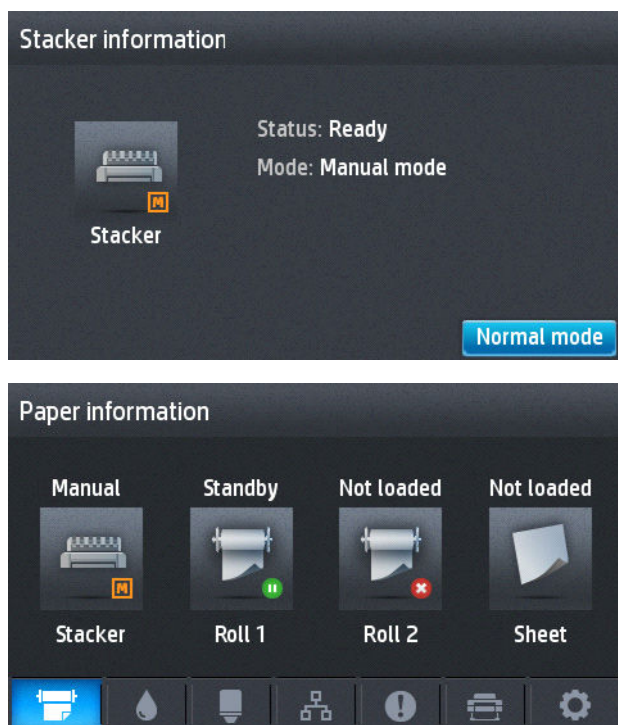 Stacker information
Status: Ready
Mode: Manual mode
M
Stacker
Normal mode
Paper information
Manual Standby Not loaded Not loaded
M
Stacker Roll 1 Roll 2 Sheet